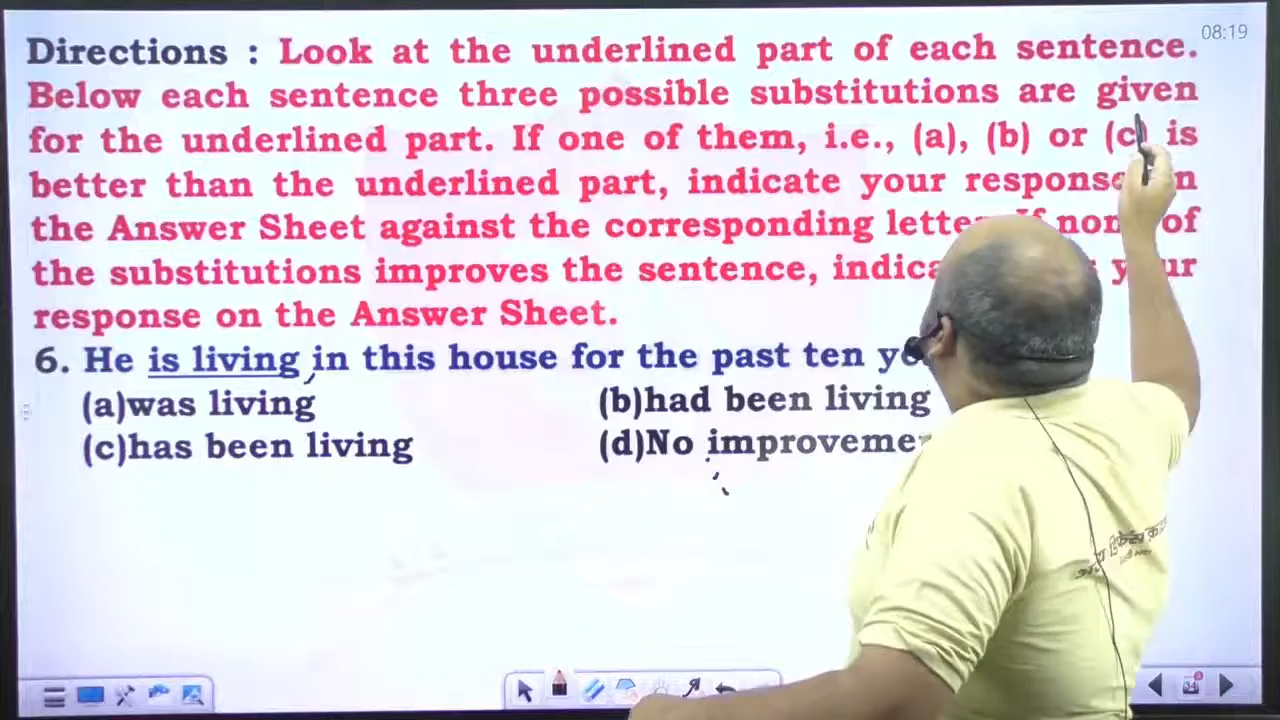 08:19
Directions : Look at the underlined part of each sentence.
Below each sentence three possible substitutions are given
for the underlined part. If one of them, i.e., (a), (b) or (c) is
better than the underlined part, indicate your response
the Answer Sheet against the corresponding of
the substitutions improves the sentence,
response on the Answer Sheet.
6. He is living in this house for the past ten
(a)was living (b)had been living
(c)has been living (d)No